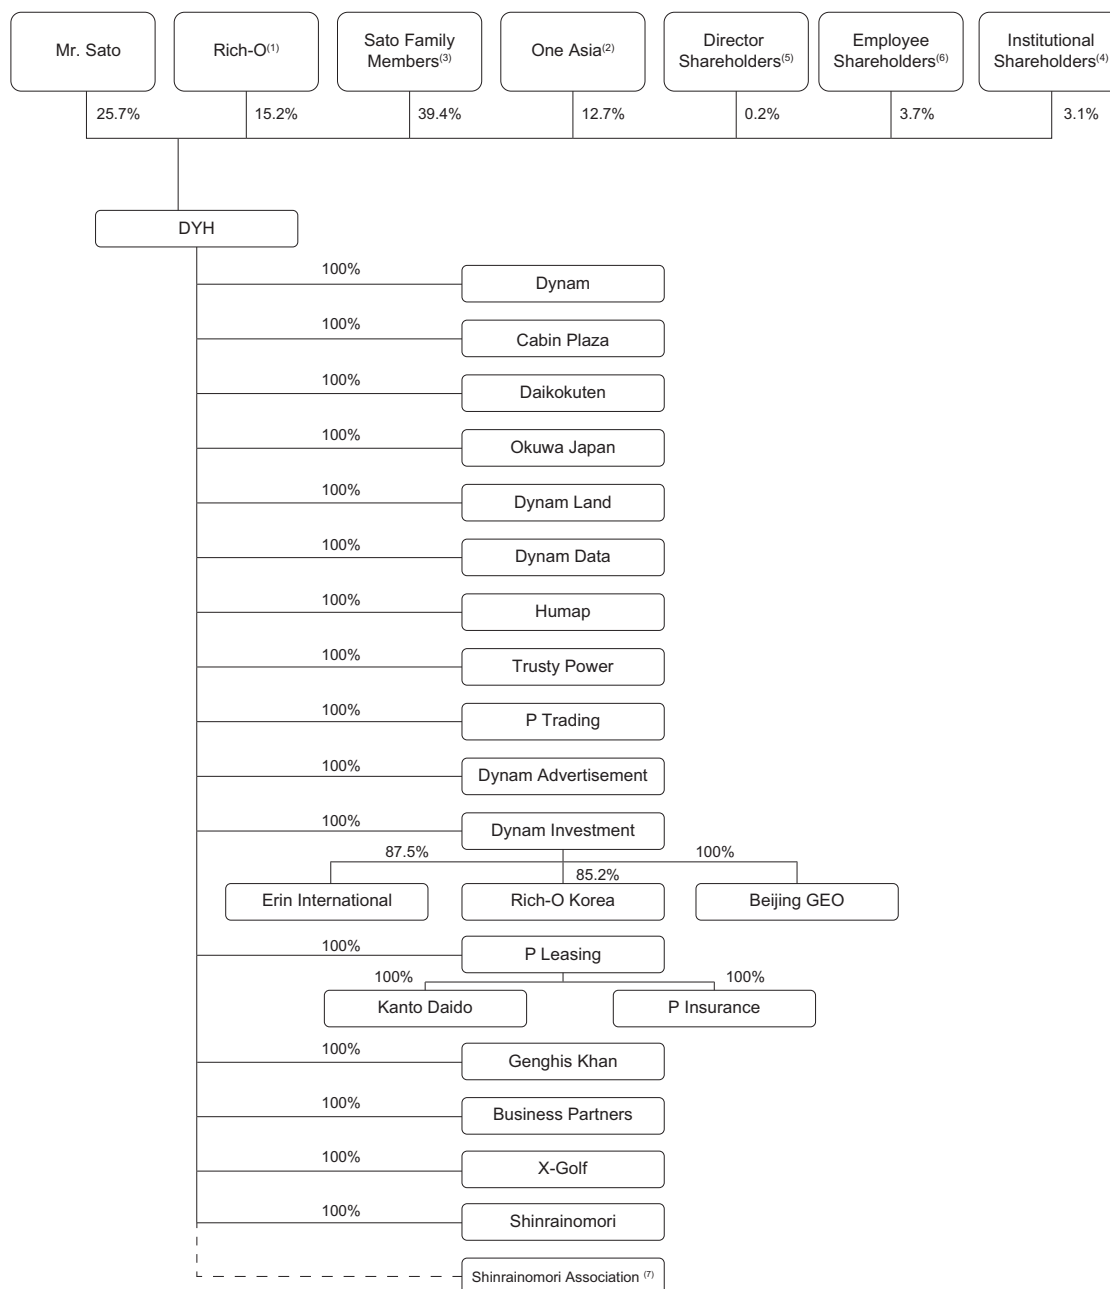 Mr. Sato
Rich-O(1)
Sato Family
Members(3)
One Asia(2)
Director
Shareholders(5)
Employee
Shareholders(6)
Institutional
Shareholders(4)
25.7%
15.2%
39.4%
12.7%
0.2%
3.7%
3.1%
DYH
100%
Dynam
100%
Cabin Plaza
100%
Daikokuten
100%
Okuwa Japan
100%
Dynam Land
100%
Dynam Data
100%
Humap
100%
Trusty Power
100%
P Trading
100%
Dynam Advertisement
100%
Dynam Investment
87.5%
85.2%
100%
Erin International
Rich-O Korea
Beijing GEO
100%
P Leasing
100%
100%
Kanto Daido
P Insurance
100%
Genghis Khan
100%
Business Partners
100%
X-Golf
100%
Shinrainomori
Shinrainomori Association (7)